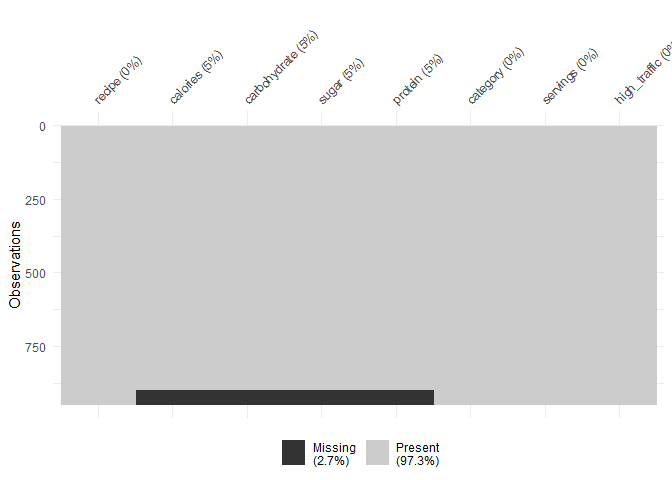 recipe (0%)
calories (5%)
carbohydrate (5%)
sugar (5%)
protein (5%)
category (0%)
servings (0%)
high_traffic (0%
0
250
500
750
Observations
Missing
(2.7%)
Present
(97.3%)